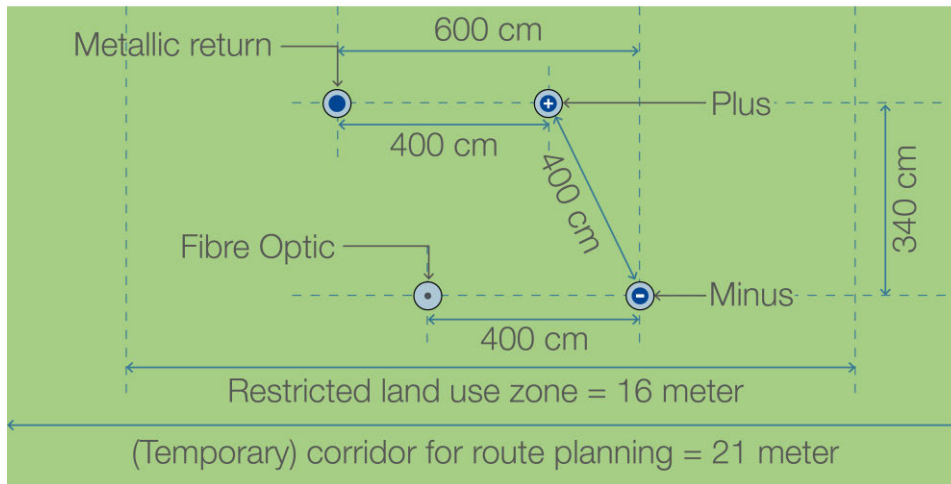 600 cm
Metallic return
Plus
400 cm
400 cm
340 cm
Fibre Optic
Minus
400 cm
Restricted land use zone = 16 meter
(Temporary) corridor for route planning = 21 meter